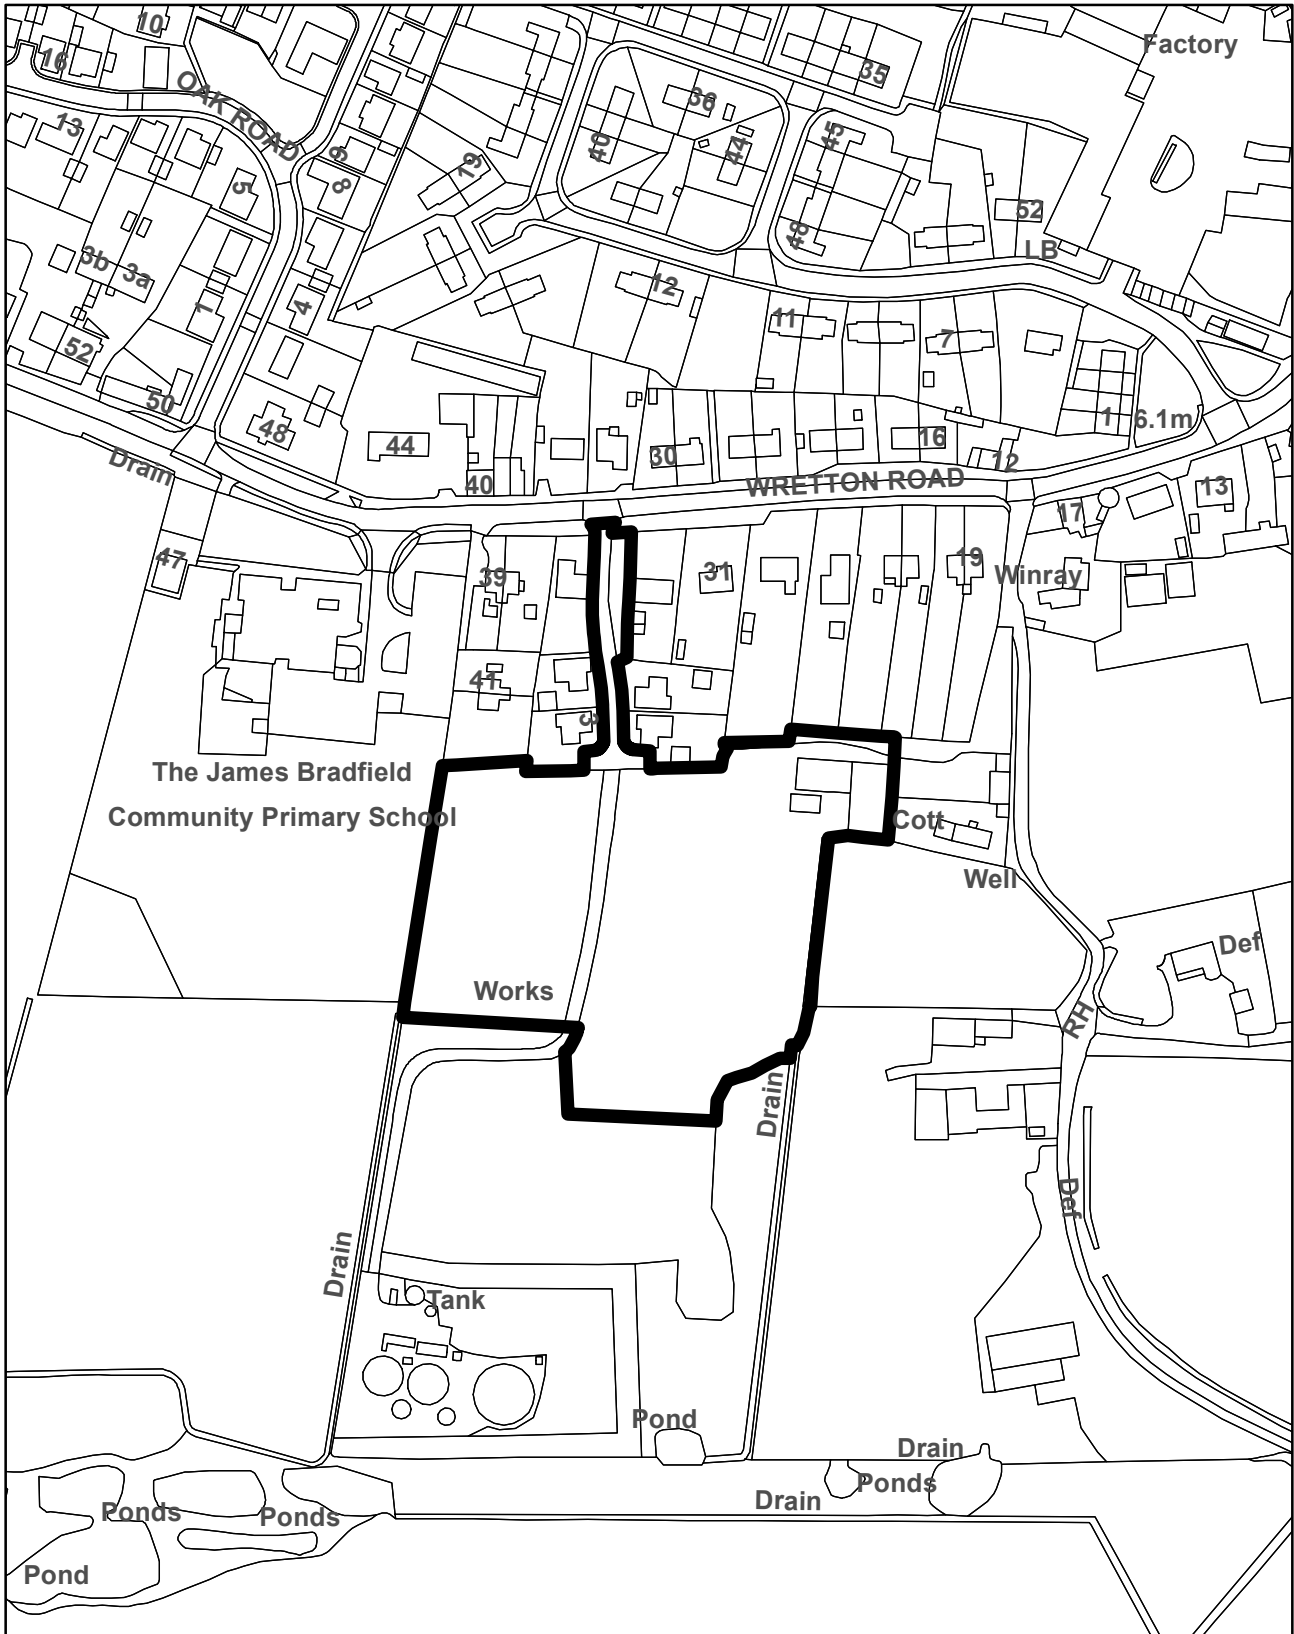 10
Factory
16
35
OAK ROAD
36
13
40
44
45
9
19
8
5
52
48
LB
3b
3a
12
1
4
11
7
52
50
1
6.1m
48
44
16
30
12
Drain
40
WRETTON ROAD
13
17
47
39
31
19
Winray
41
3
The James Bradfield
Community Primary School
Cott
Well
Def
Works
RH
Drain
Def
Drain
Tank
Pond
Drain
Ponds
Drain
Ponds
Ponds
Pond